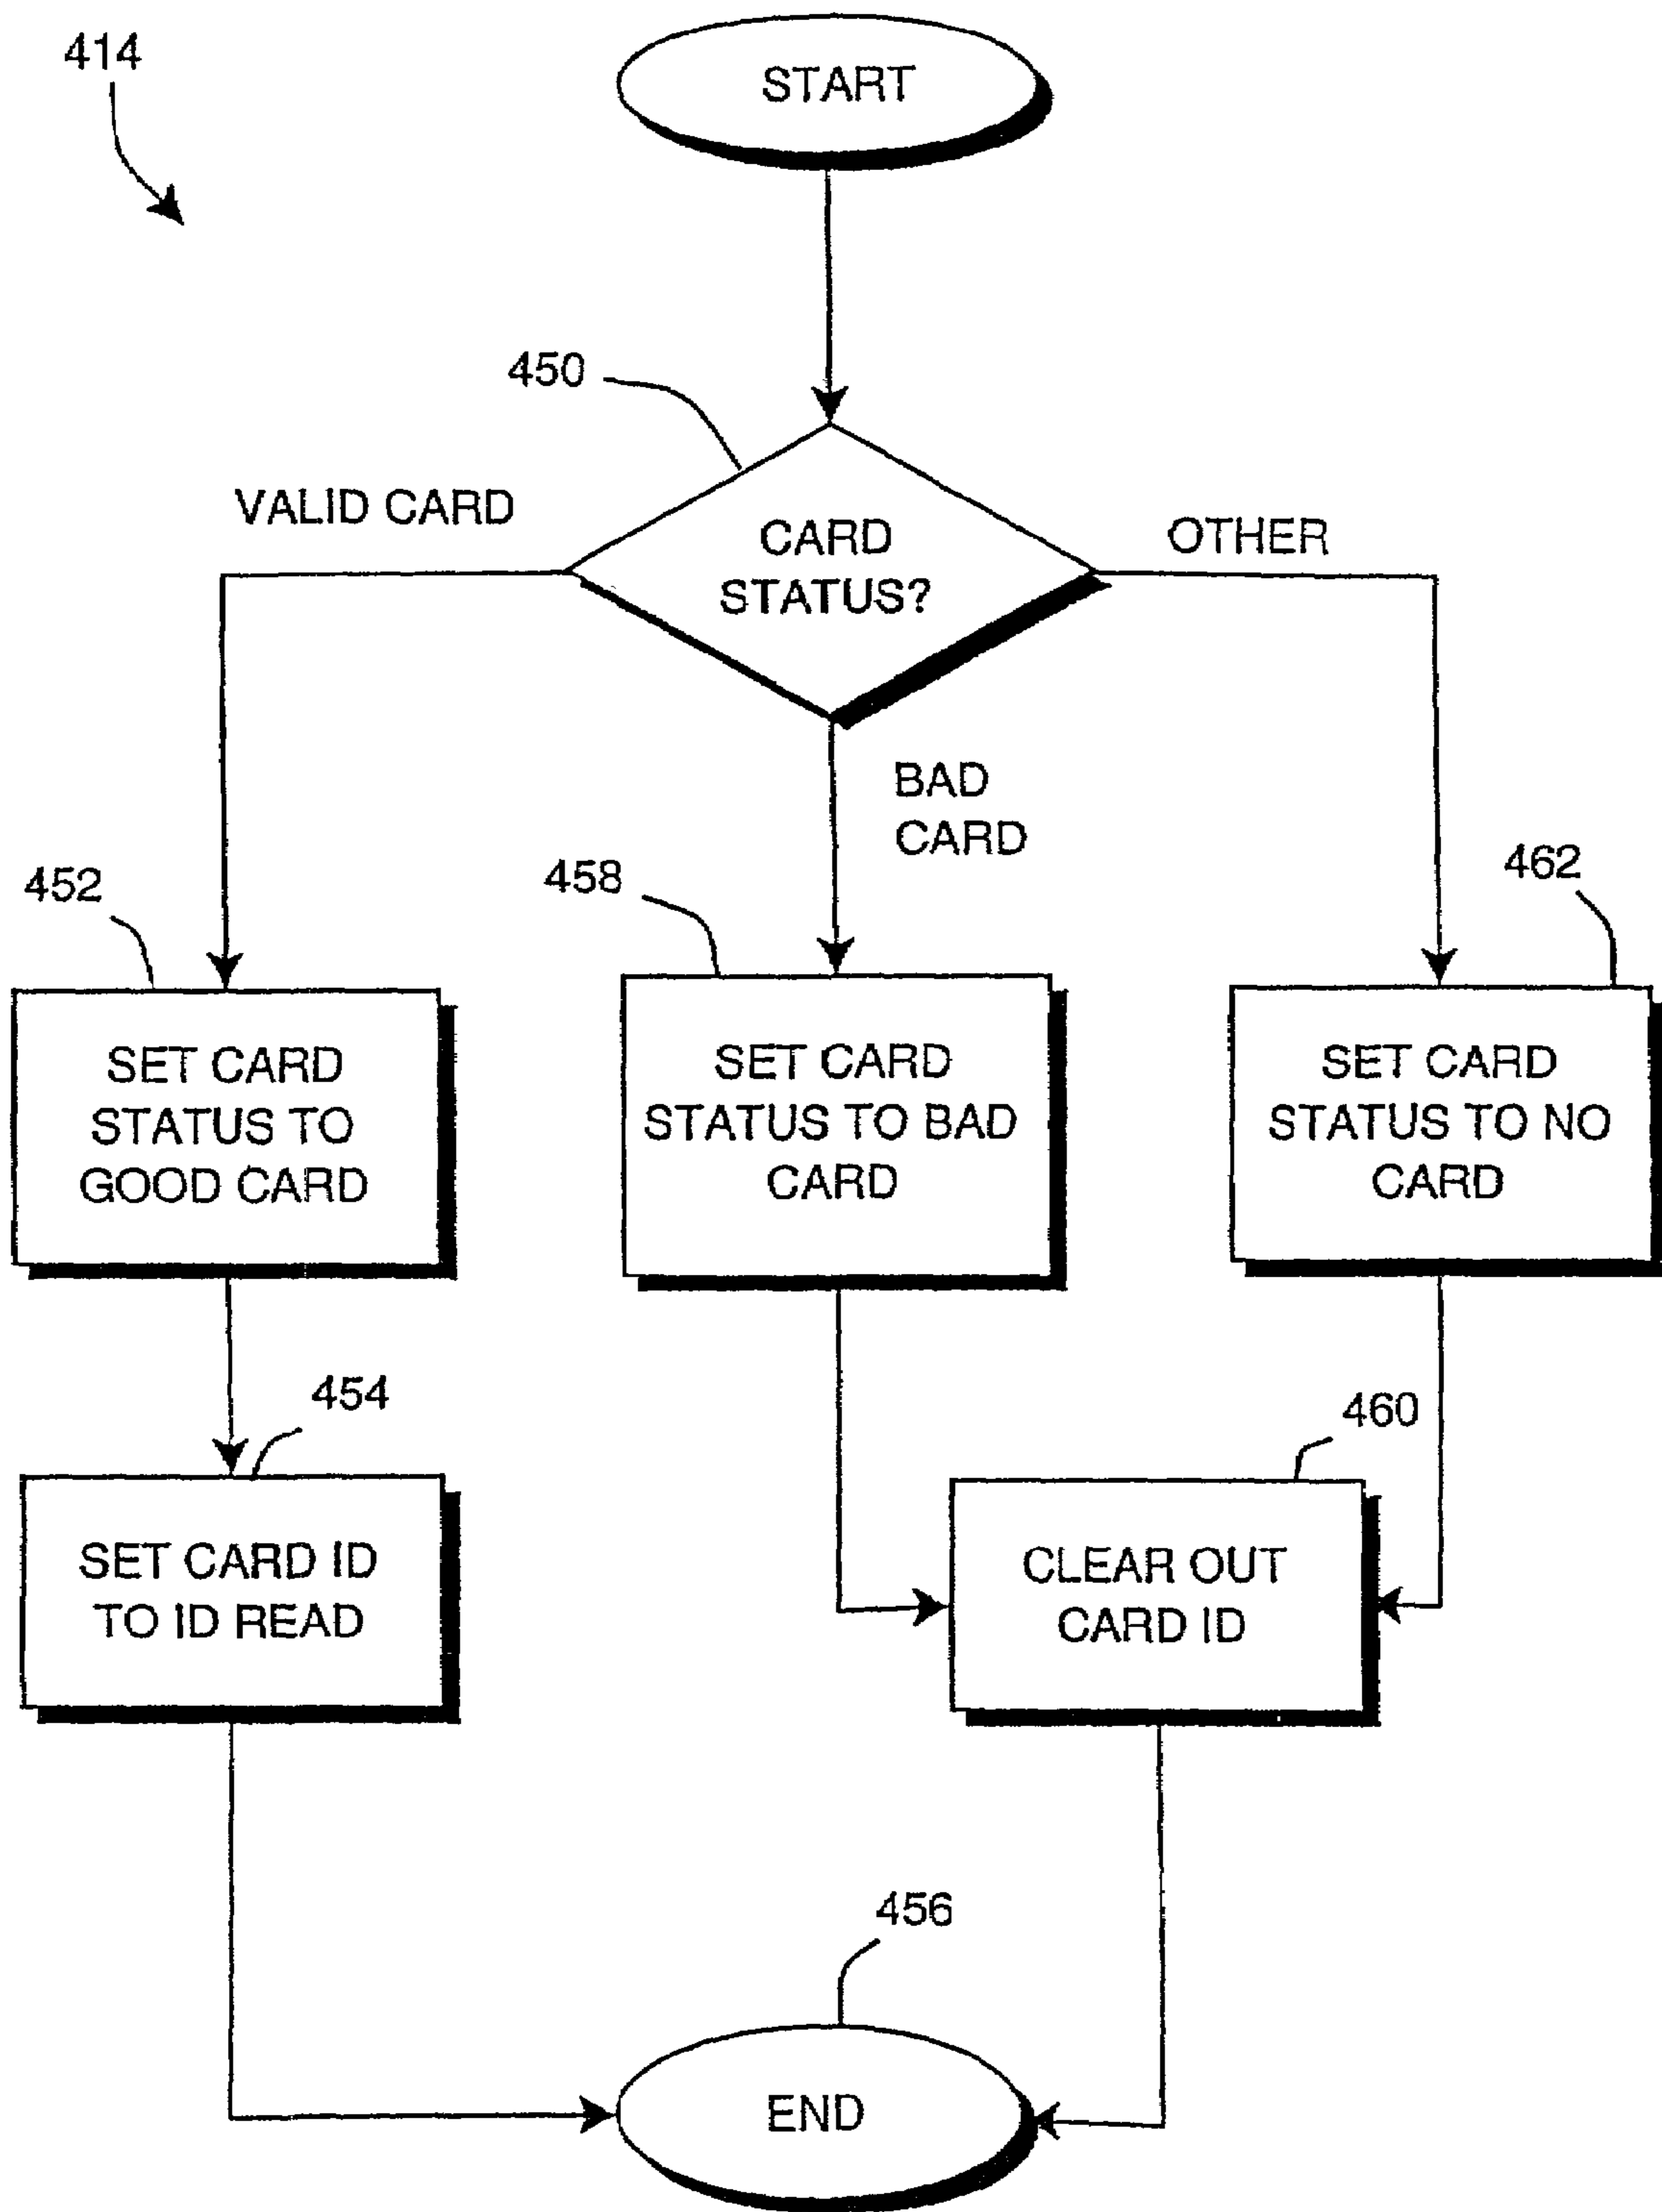 414
START
450
VALID CARD
CARD
STATUS?
OTHER
BAD
CARD
452
458
462
SET CARD
STATUS TO
GOOD CARD
SET CARD
STATUS TO BAD
CARD
SET CARD
STATUS TO NO
CARD
454
460
SET CARD ID
TO ID READ
CLEAR OUT
CARD ID
456
END